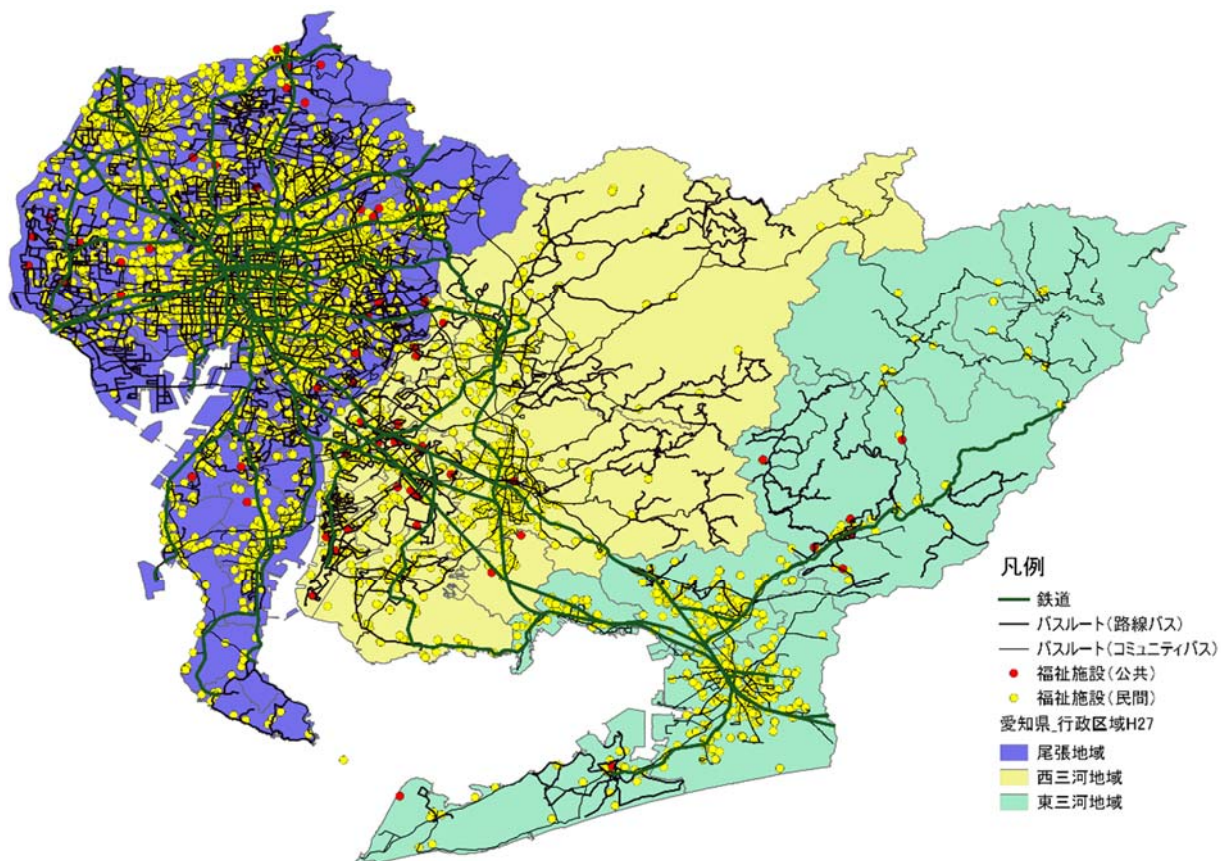 凡例
鉄道
バスルート(路線バス)
バスルート(コミュニティバス)
福祉施設(公共)
福祉施設(民間)
愛知県_行政区域H27
尾張地域
西三河地域
東三河地域